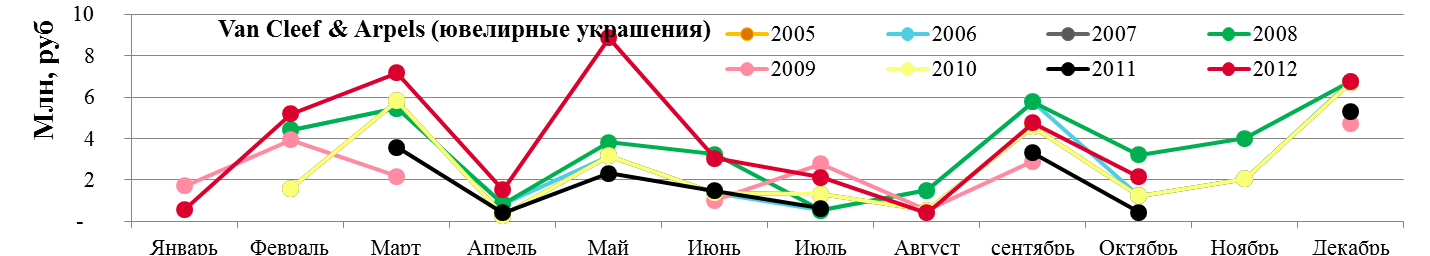 Van Cleef & Arpels (ювелирные украшения)
2005 2006 2007 2008
2009 2010 2011 2012
Млн, руб
10
8
6
4
2
-
Январь Февраль Март Апрель Май Июнь Июль Август сентябрь Октябрь Ноябрь Декабрь